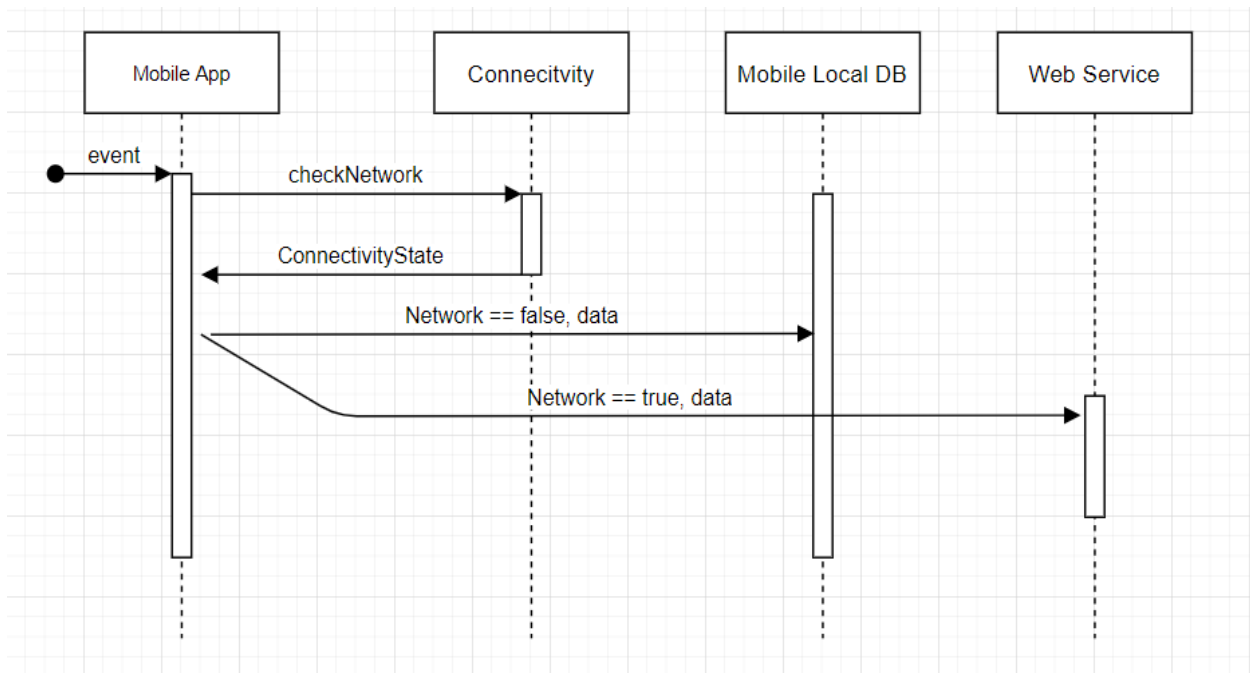 Mobile App
Connecitvity
Mobile Local DB
Web Service
event
checkNetwork
ConnectivityState
Network == false, data
Network == true, data